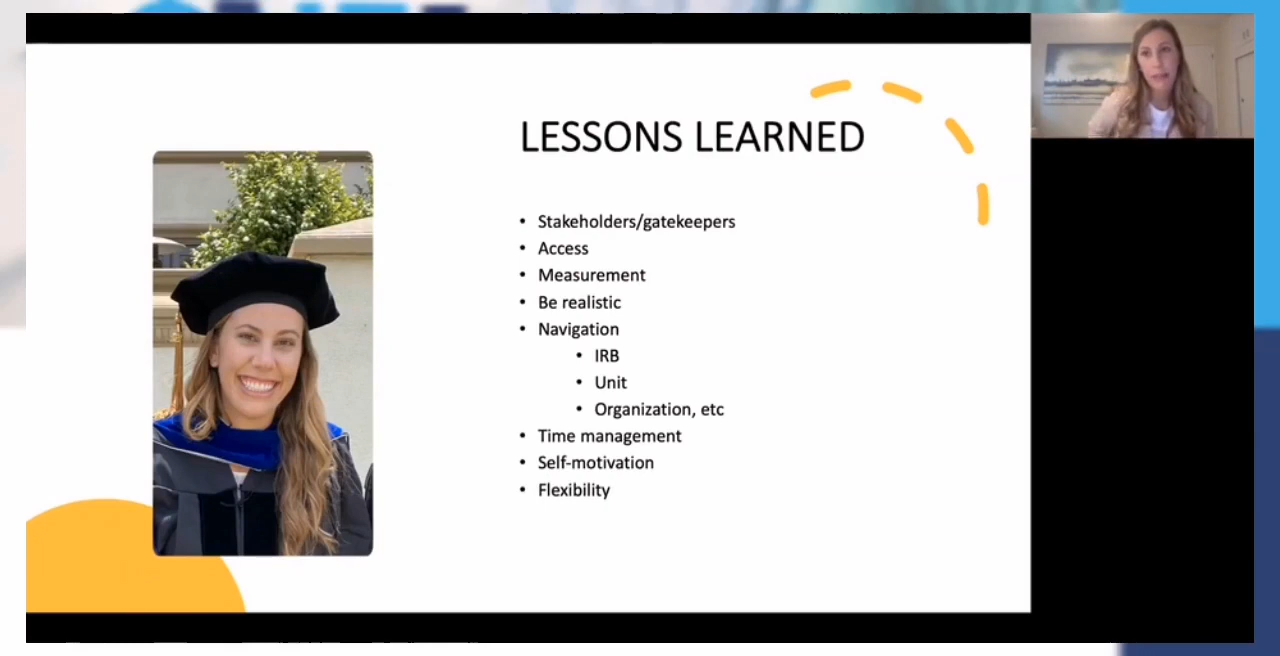 LESSONS LEARNED
• Stakeholders/gatekeepers
• Access
• Measurement
• Be realistic
• Navigation
• IRB
• Unit
• Organization, etc
• Time management
• Self-motivation
• Flexibility